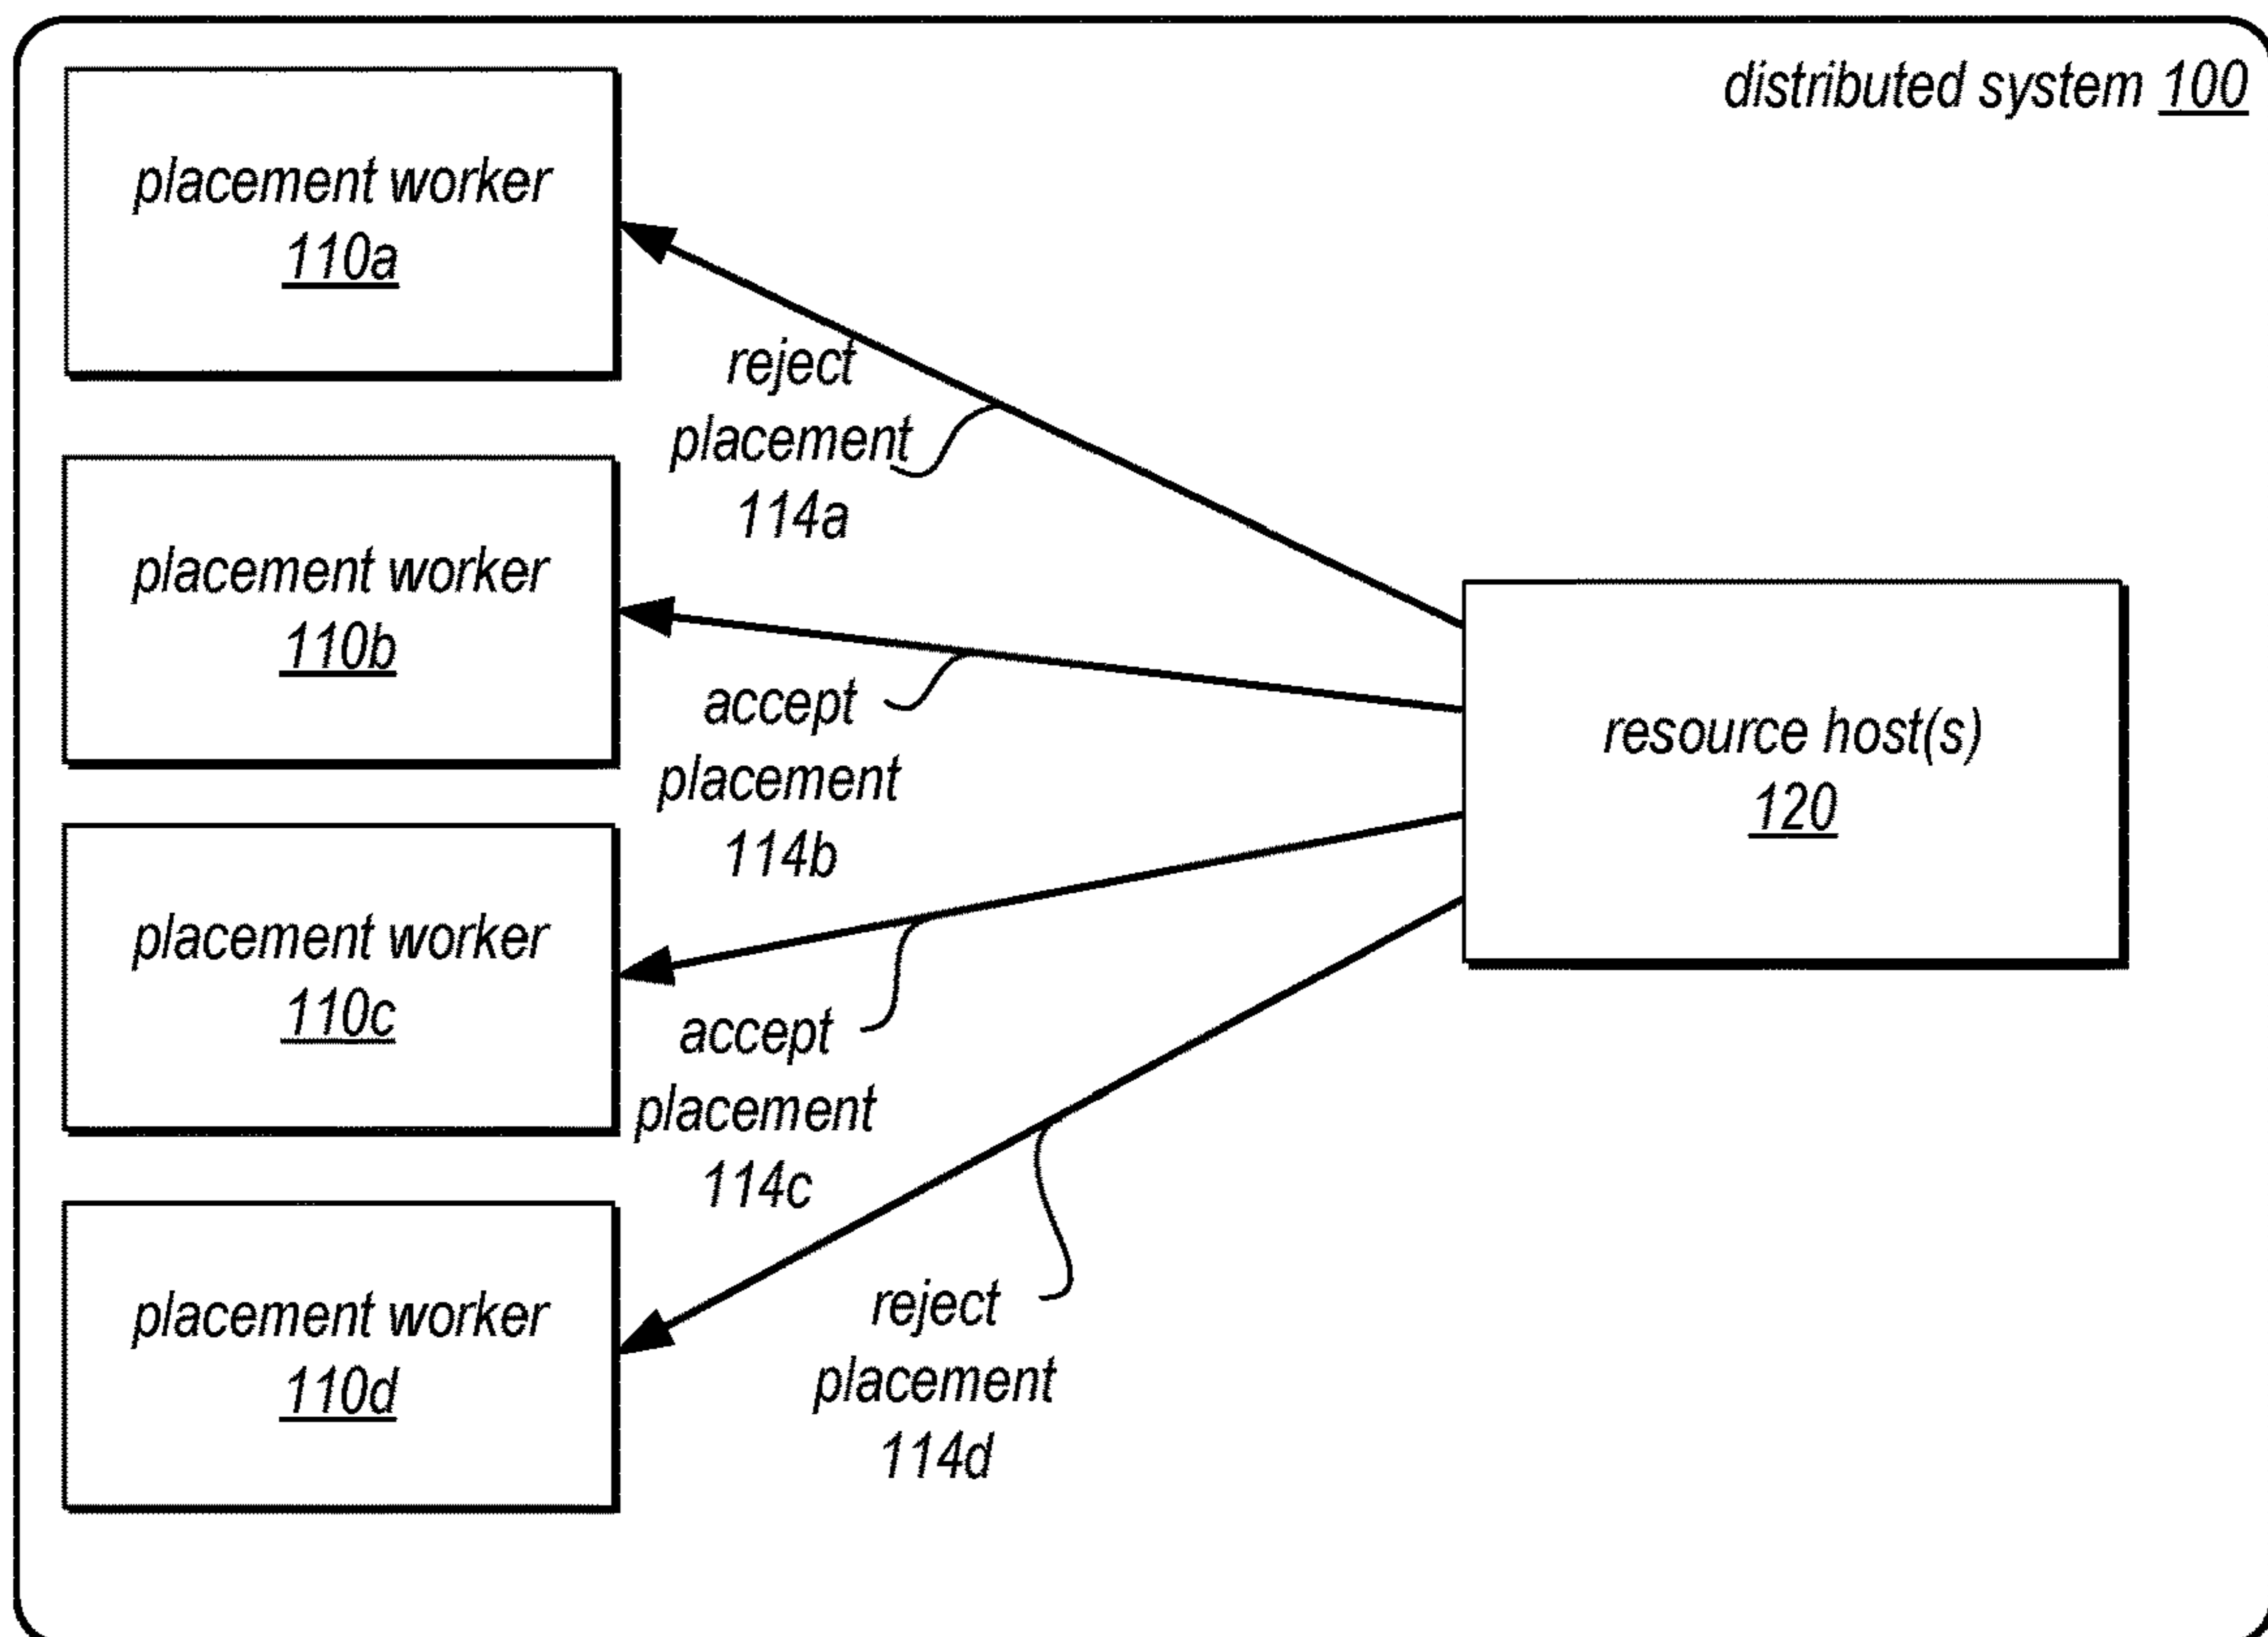 distributed system 100
placement worker
110a
reject
placement
114a
placement worker
110b
accept
placement
114b
resource host(s)
120
placement worker
110c
accept
placement
114c
placement worker
110d
reject
placement
114d